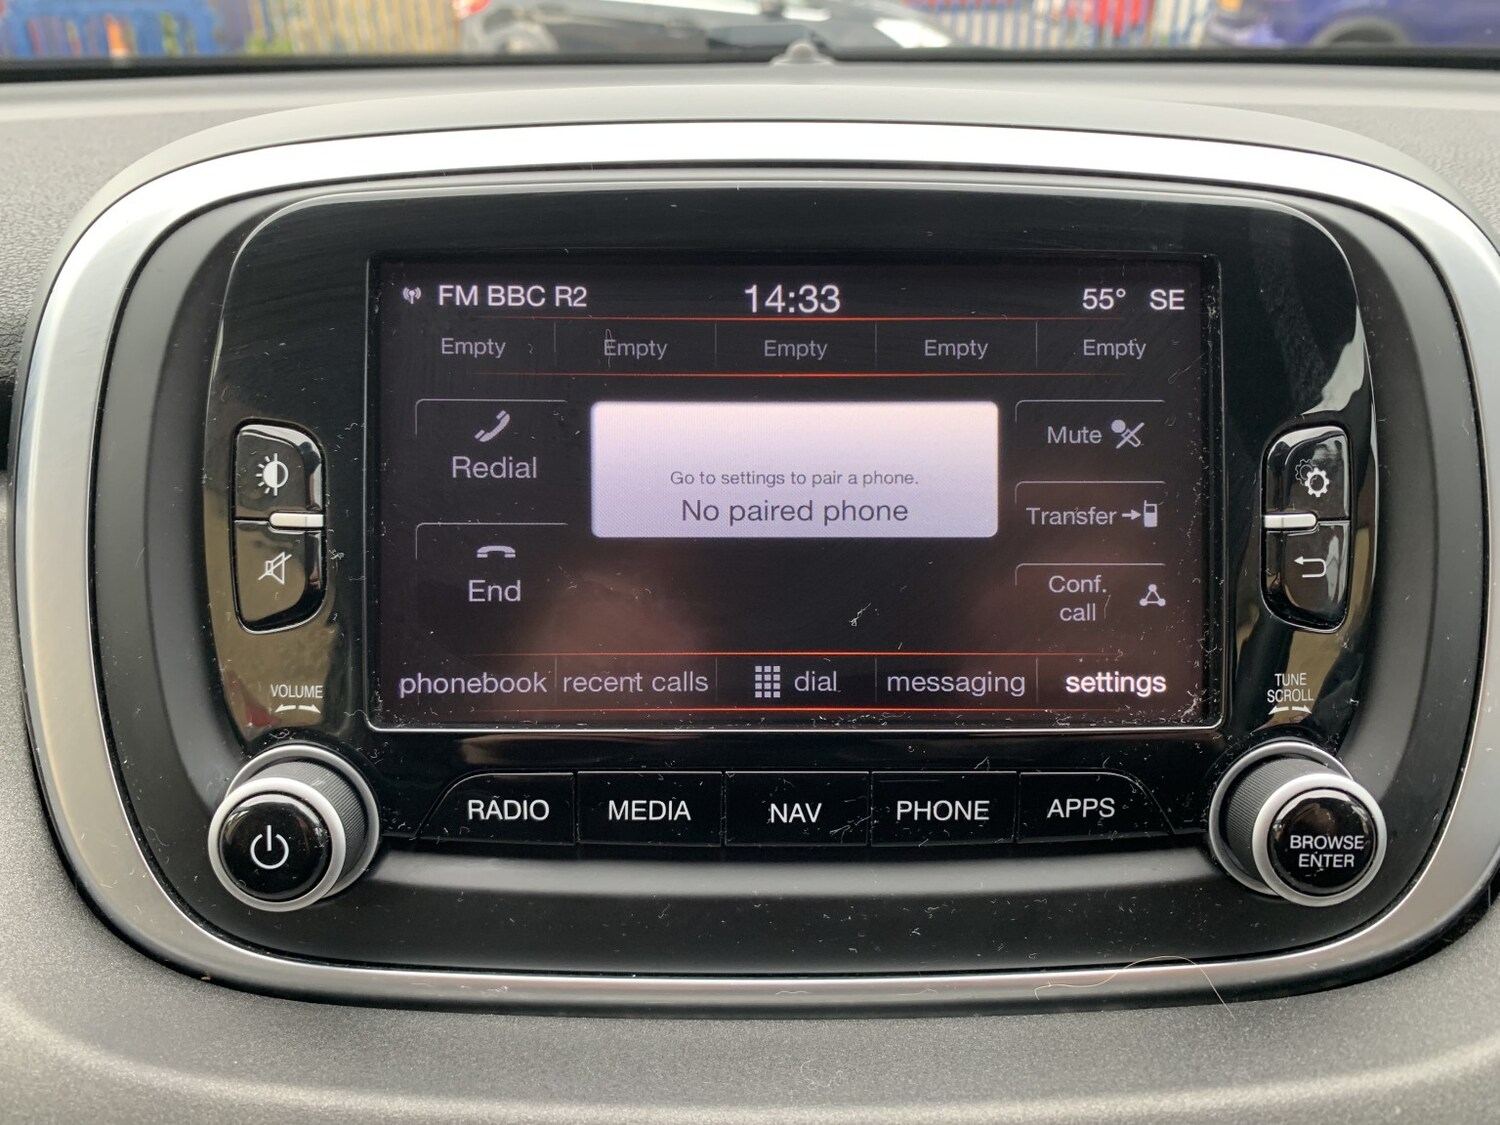 FM BBC R2 14:33 55° SE
Empty Empty Empty Empty Empty
Redial
End
Go to settings to pair a phone.
No paired phone
Mute
Transfer
Conf.
call
phonebook recent calls dial messaging settings
VOLUME
TUNE
SCROLL
RADIO MEDIA NAV PHONE APPS
BROWSE
ENTER